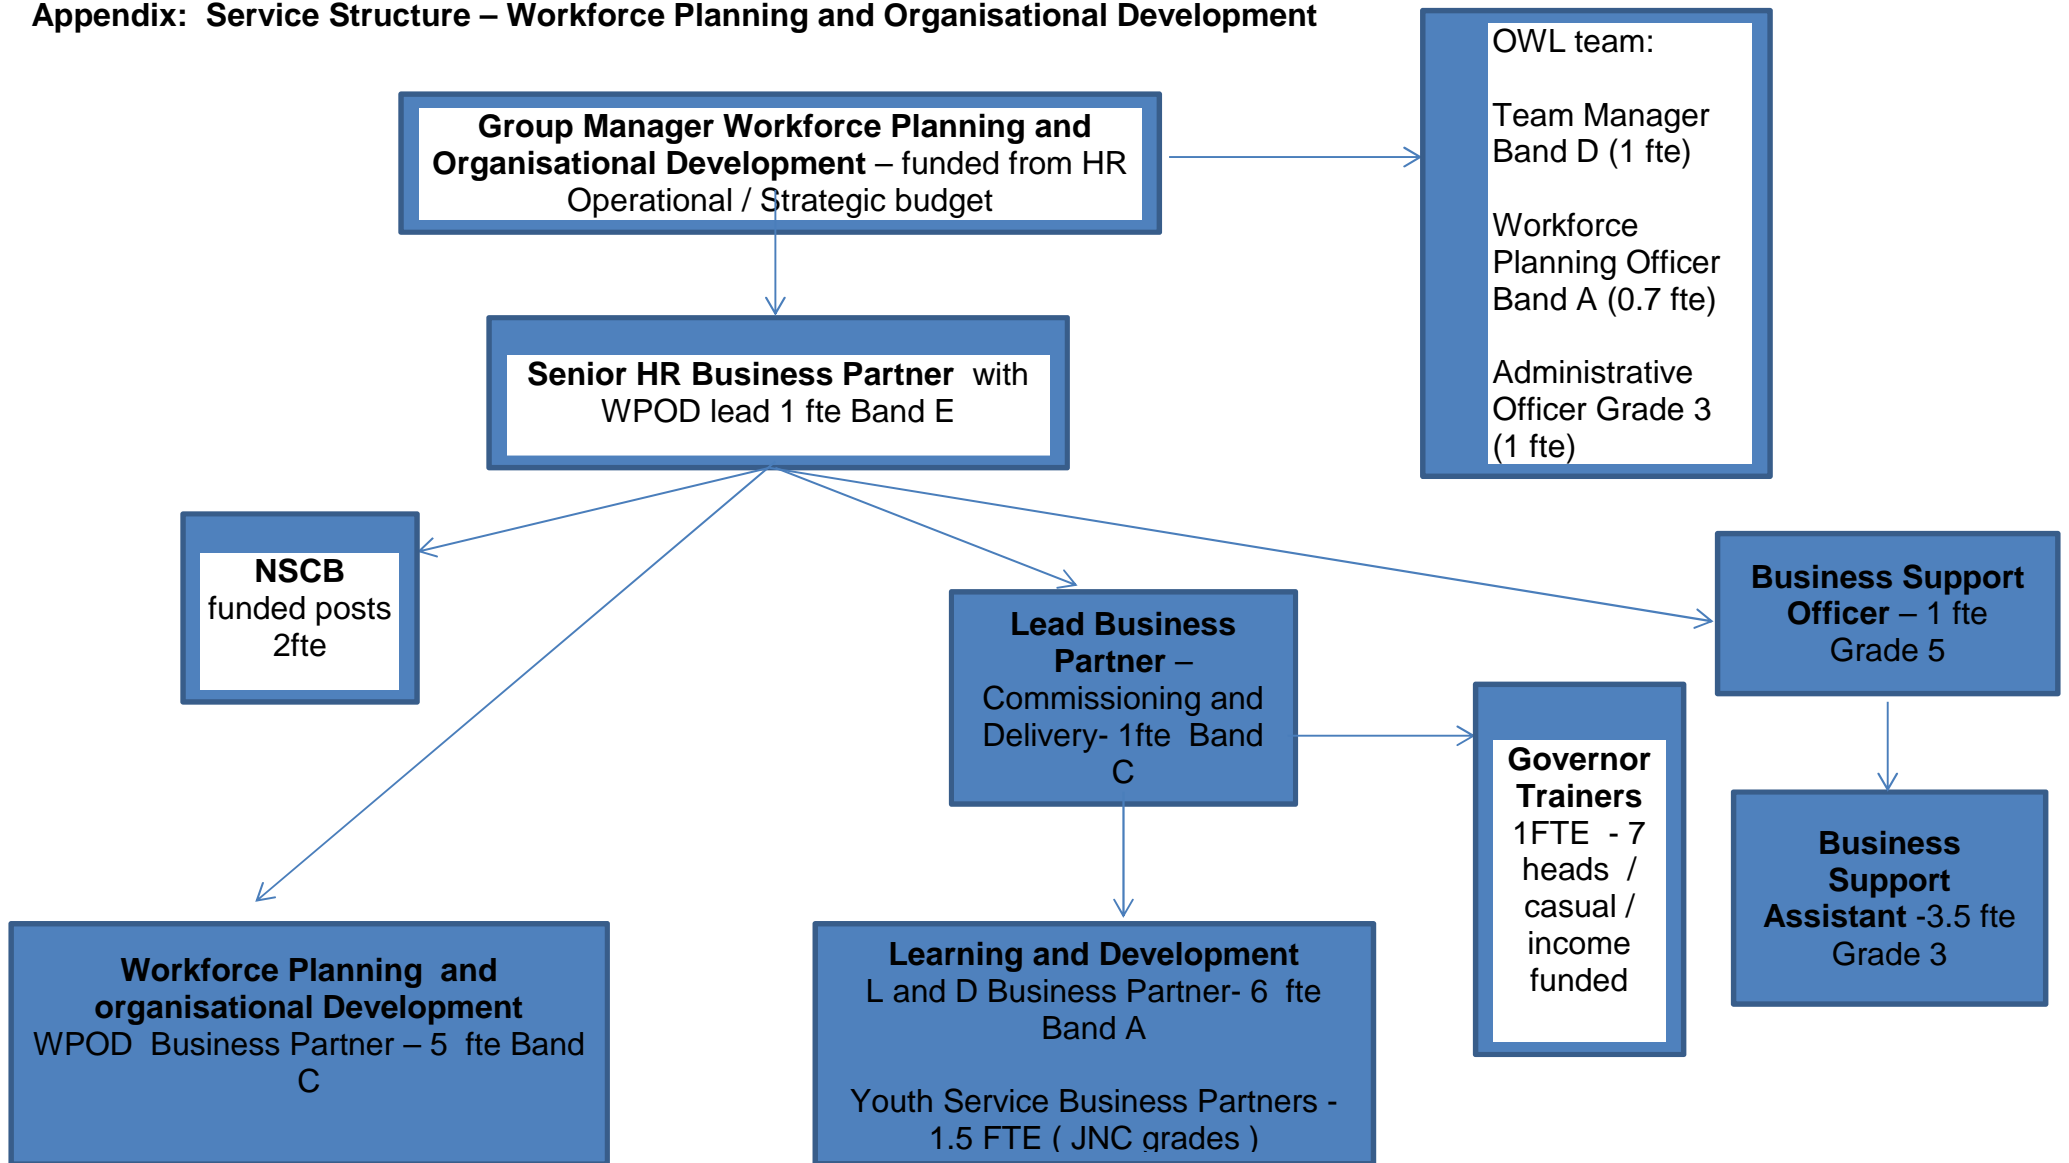 Appendix:  Service Structure – Workforce Planning and Organisational Development
Group Manager Workforce Planning and
Organisational Development – funded from HR
Operational / Strategic budget
OWL team:
Team Manager
Band D (1 fte)
Workforce
Planning Officer
Band A (0.7 fte)
Administrative
Officer Grade 3
(1 fte)
Senior HR Business Partner  with
WPOD lead 1 fte Band E
NSCB
funded posts
2fte
Lead Business
Partner –
Commissioning and
Delivery- 1fte  Band
C
Business Support
Officer – 1 fte
Grade 5
Governor
Trainers
1FTE  - 7
heads  /
casual /
income
funded
Business
Support
Assistant -3.5 fte
Grade 3
Workforce Planning  and
organisational Development
WPOD  Business Partner – 5  fte Band
C
Learning and Development
L and D Business Partner- 6  fte
Band A
Youth Service Business Partners -
1.5 FTE ( JNC grades )